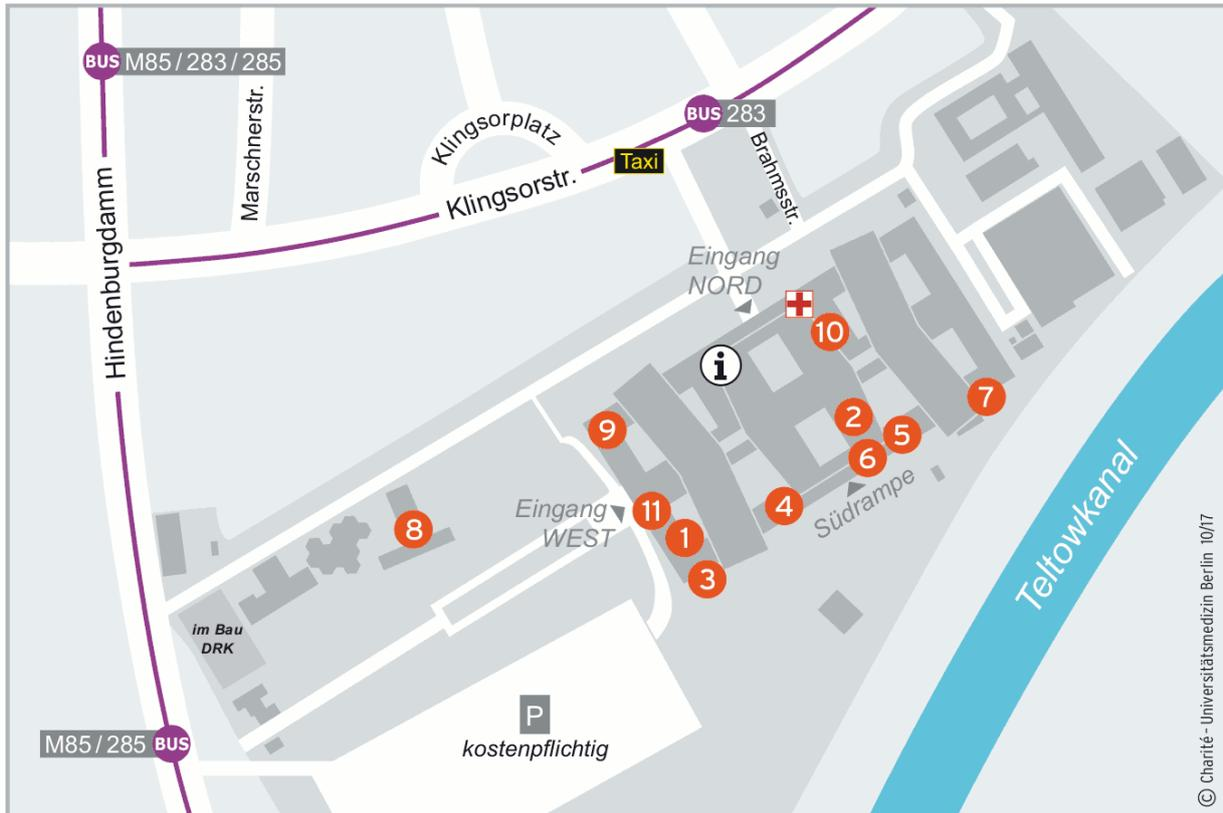 BUS M85 / 283 / 285
Marschnerstr.
Klingsorplatz
BUS 283
Taxi
Klingsorstr.
Brahmsstr.
Hindenburgdamm
Eingang
NORD
i
10
9
2
5
7
6
Südrampe
4
Eingang
WEST
11
1
3
8
im Bau
DRK
Teltowkanal
P
kostenpflichtig
M85 / 285 BUS
© Charité - Universitätsmedizin Berlin 10/17